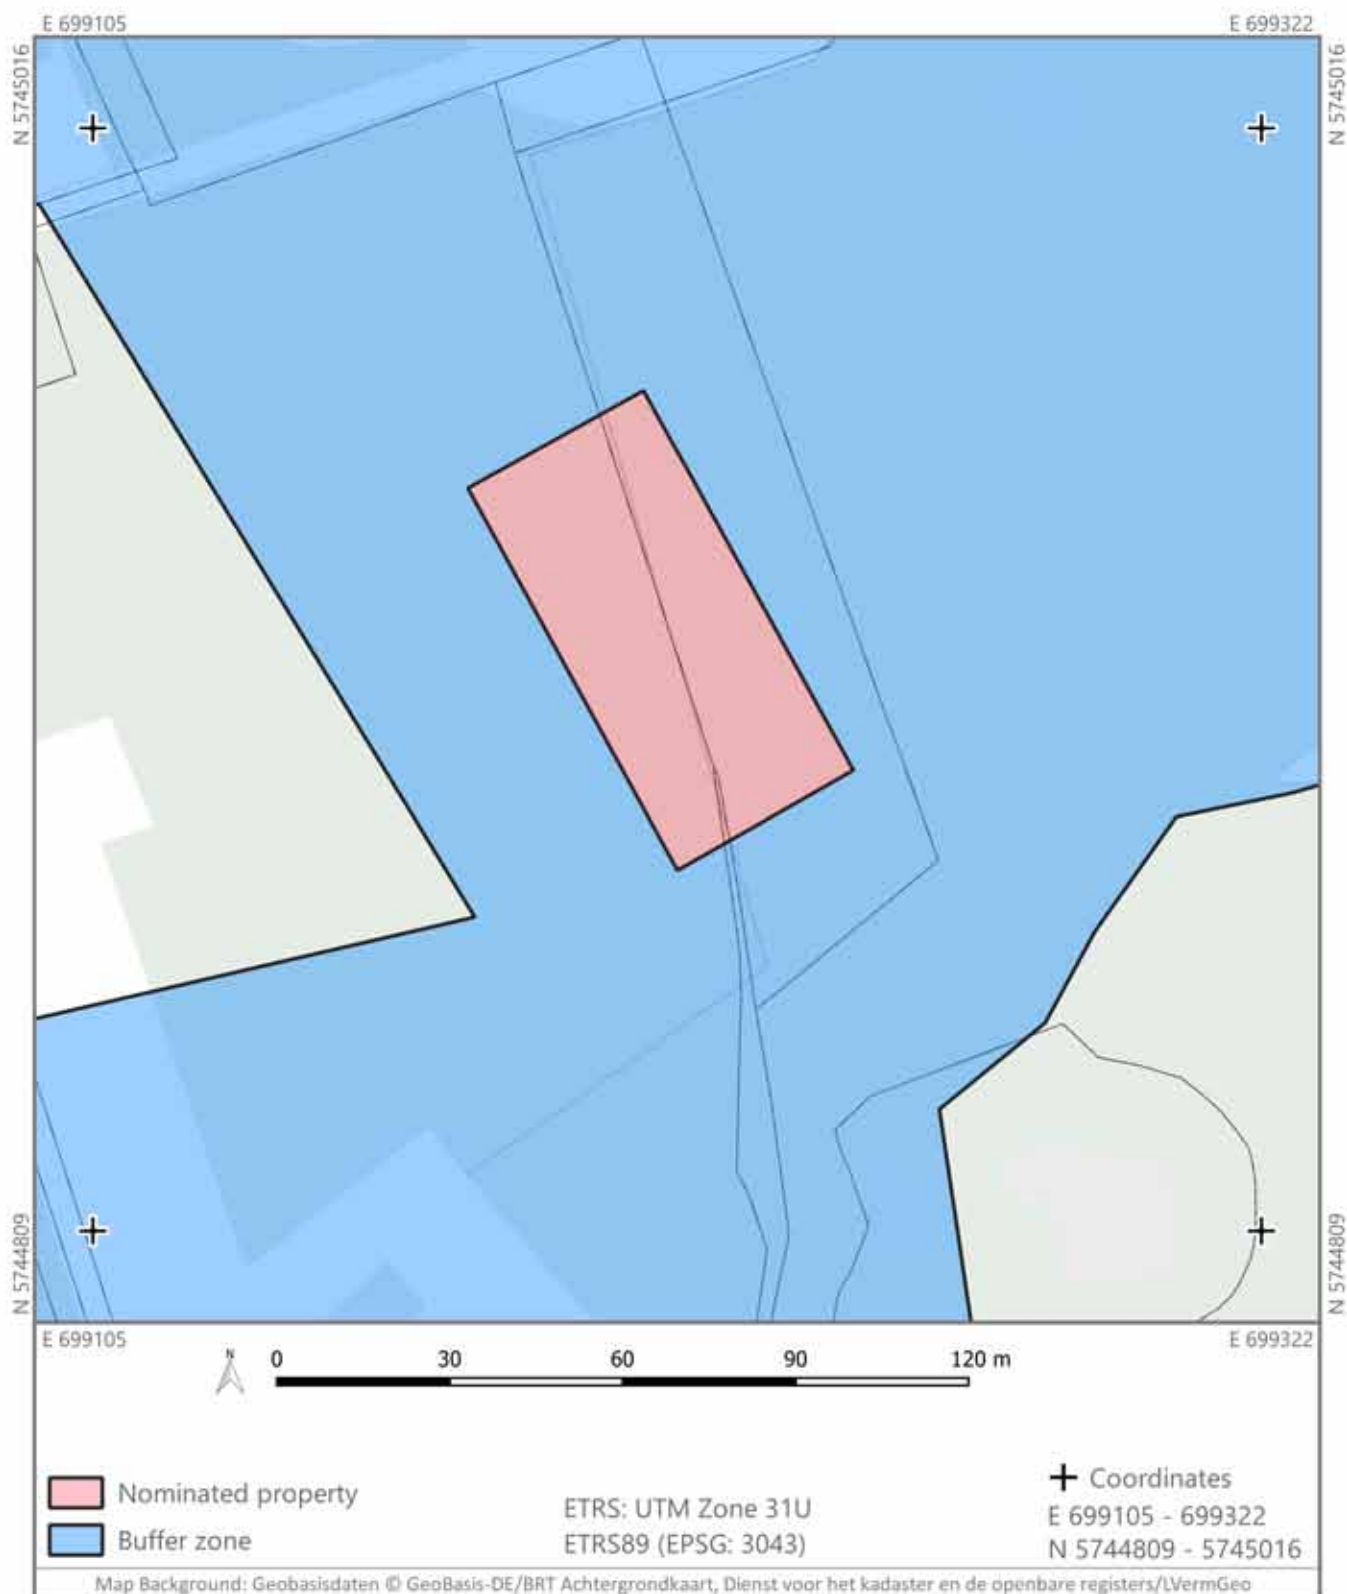 E 699105
E 699322
N 5745016
N 5745016
N 5744809
N 5744809
E 699105
E 699322
N
0 30 60 90 120 m
Nominated property
Buffer zone
ETRS: UTM Zone 31U
ETRS89 (EPSG: 3043)
Coordinates
E 699105 - 699322
N 5744809 - 5745016
Map Background: Geobasisdaten © GeoBasis-DE/BRT Achtergrondkaart, Dienst voor het kadaster en de openbare registers/LVermGeo